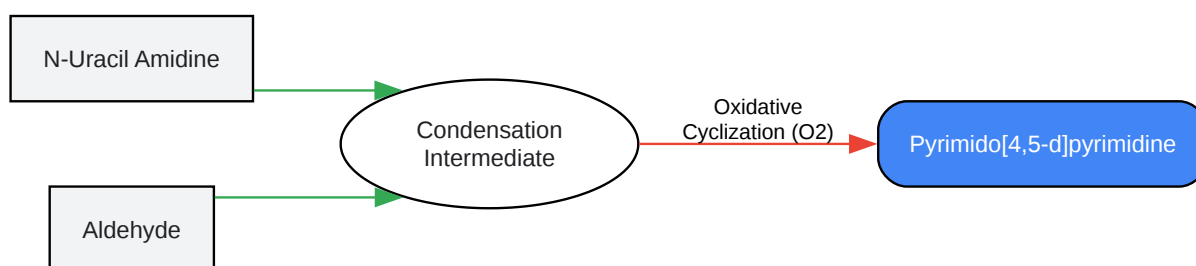 N-Uracil Amidine
Aldehyde
Condensation
Intermediate
Oxidative
Cyclization (O2)
Pyrimido[4,5-d]pyrimidine